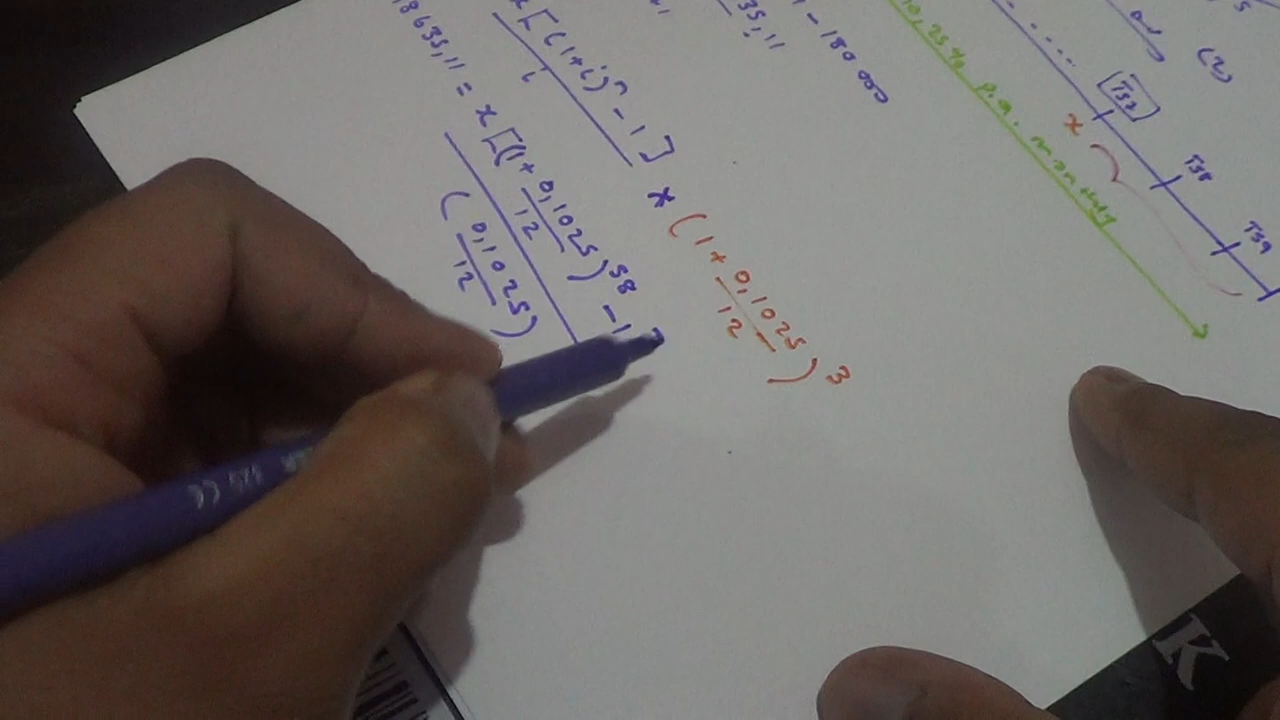 - 180 000
35,11
x[(1+i)ⁿ - 1] × (1 + 0,1025/12)³
i
18635,11 = x[(1 + 0,1025/12)⁵⁸ - 1]
(0,1025/12)
10,25% p.a. monthly
(2)
.....
T57
T58
T59
x
K